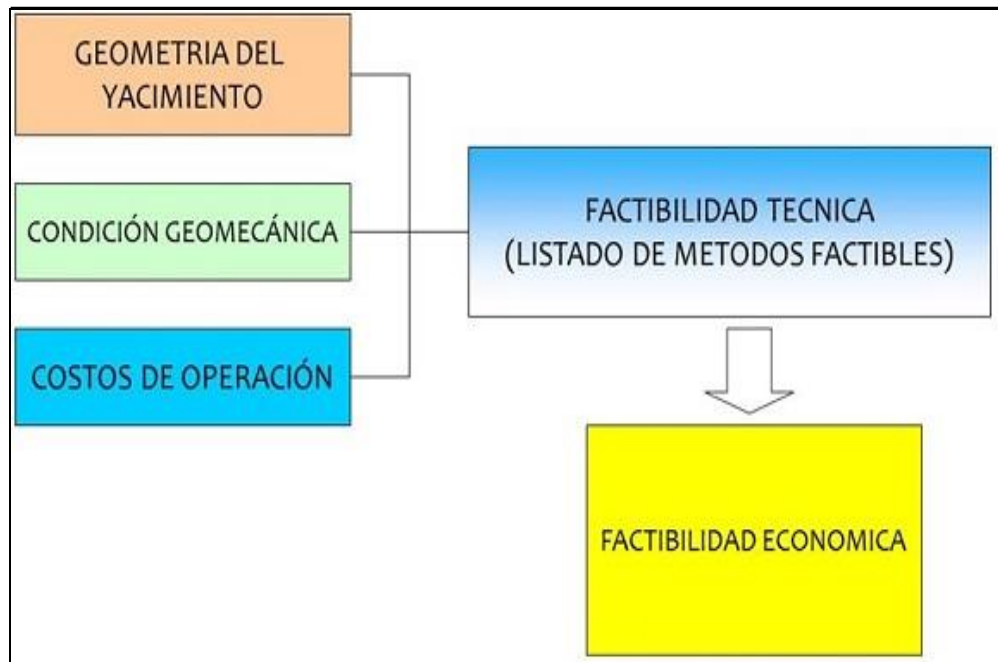 GEOMETRIA DEL
YACIMIENTO
CONDICIÓN GEOMECÁNICA
COSTOS DE OPERACIÓN
FACTIBILIDAD TECNICA
(LISTADO DE METODOS FACTIBLES)
FACTIBILIDAD ECONOMICA